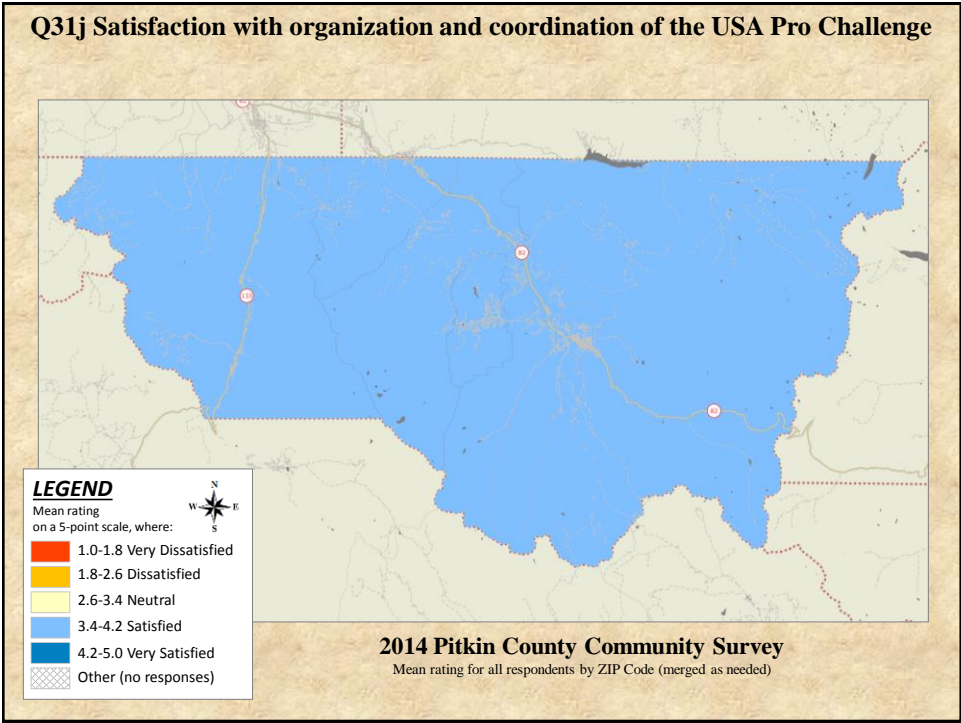 Q31j Satisfaction with organization and coordination of the USA Pro Challenge
82
82
133
82
LEGEND
Mean rating
on a 5-point scale, where:
N
W E
S
1.0-1.8 Very Dissatisfied
1.8-2.6 Dissatisfied
2.6-3.4 Neutral
3.4-4.2 Satisfied
4.2-5.0 Very Satisfied
Other (no responses)
2014 Pitkin County Community Survey
Mean rating for all respondents by ZIP Code (merged as needed)